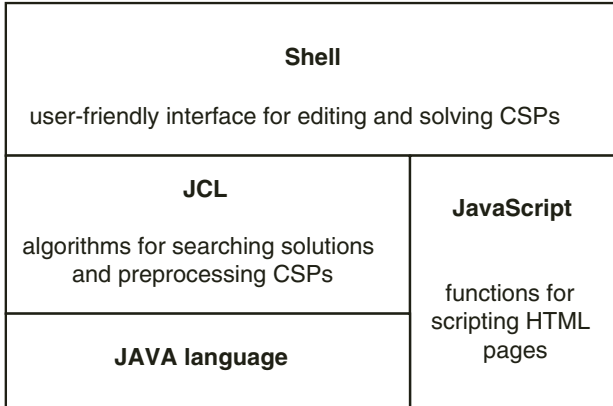 Shell
user-friendly interface for editing and solving CSPs
JCL
algorithms for searching solutions
and preprocessing CSPs
JAVA language
JavaScript
functions for
scripting HTML
pages